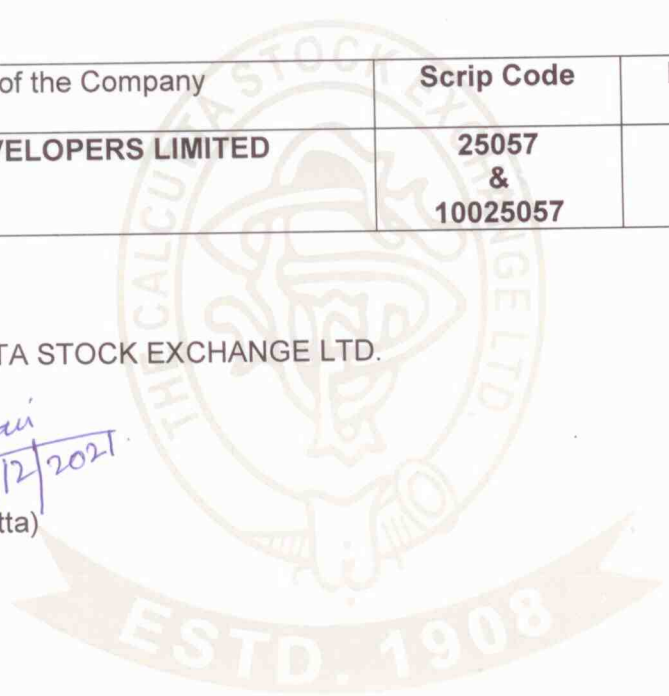 of the Company Scrip Code
VELOPERS LIMITED 25057
&
10025057
TA STOCK EXCHANGE LTD.
12/2021
tta)
THE CALCUTTA STOCK EXCHANGE LTD.
ESTD. 1908